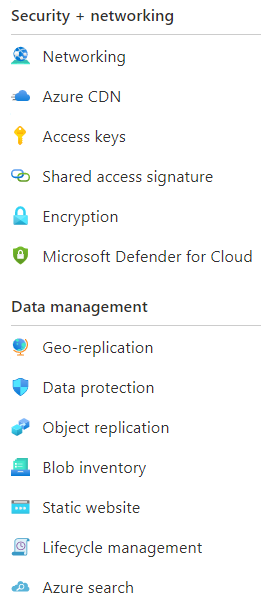 Security + networking
Networking
Azure CDN
Access keys
Shared access signature
Encryption
Microsoft Defender for Cloud
Data management
Geo-replication
Data protection
Object replication
Blob inventory
Static website
Lifecycle management
Azure search